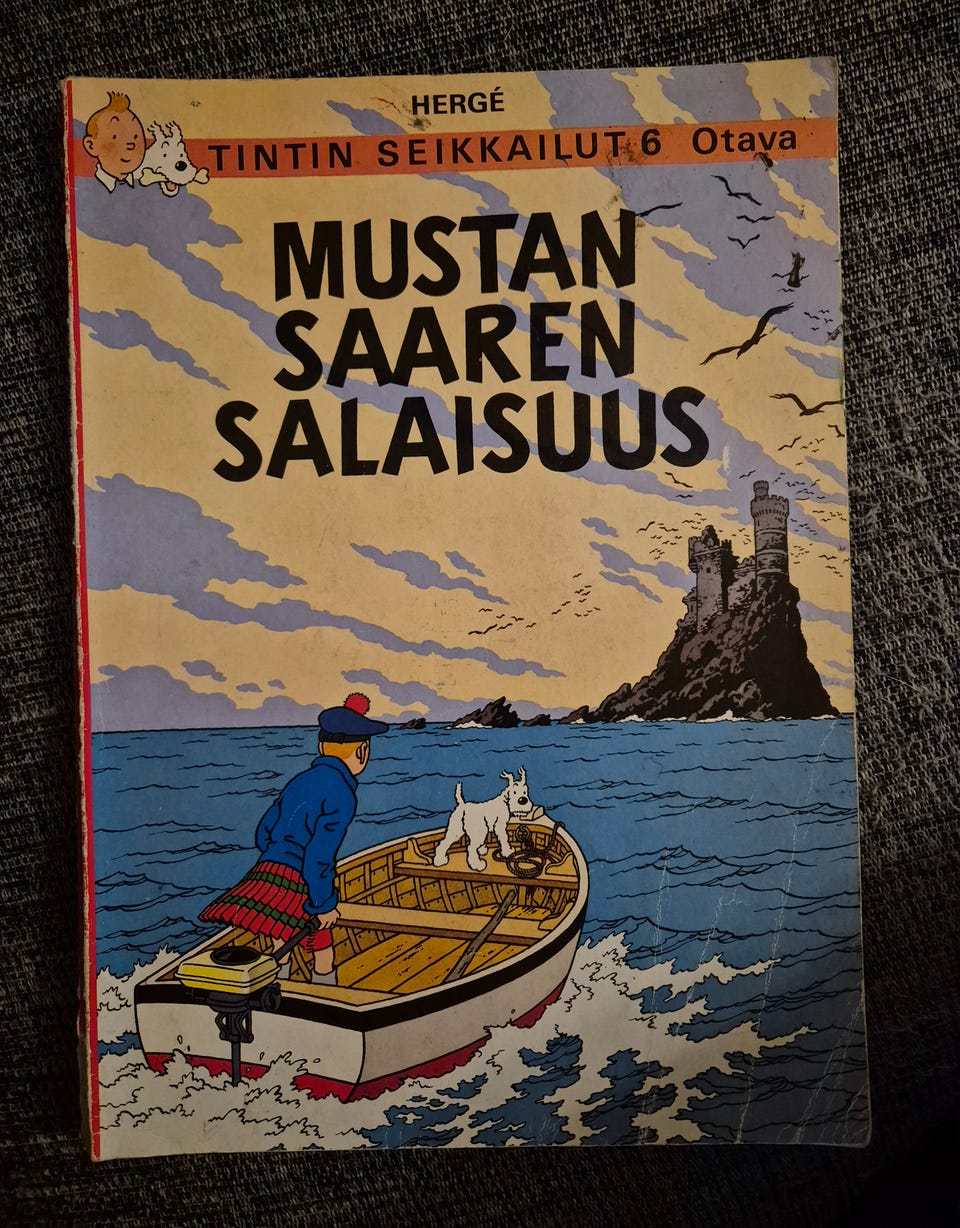 HERGÉ
TINTIN SEIKKAILUT 6 Otava
MUSTAN
SAAREN
SALAISUUS